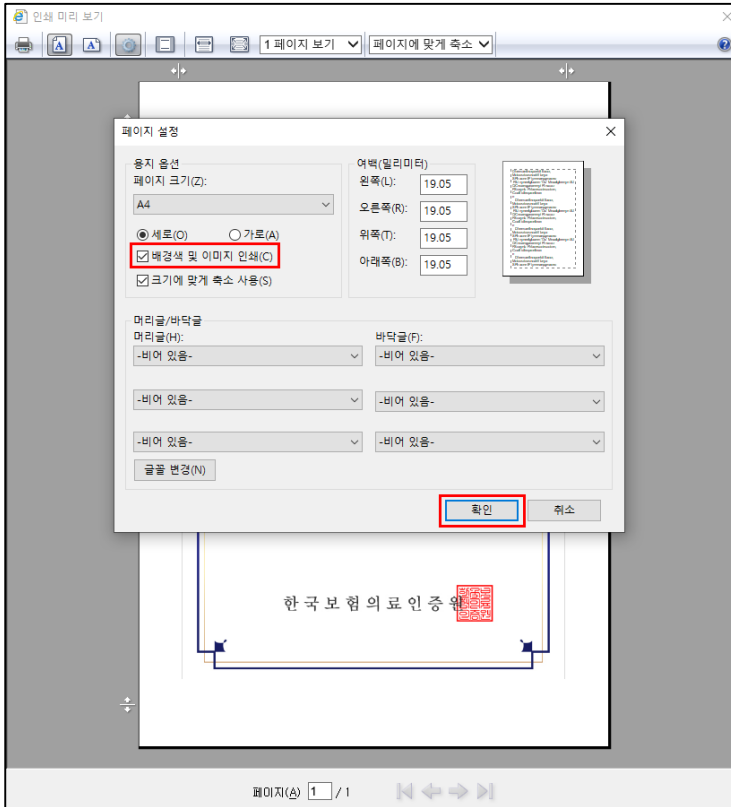 인쇄 미리 보기
1 페이지 보기 페이지에 맞게 축소
페이지 설정
용지 옵션
페이지 크기(Z):
A4
세로(O) 가로(A)
배경색 및 이미지 인쇄(C)
크기에 맞게 축소 사용(S)
여백(밀리미터)
왼쪽(L): 19.05
오른쪽(R): 19.05
위쪽(T): 19.05
아래쪽(B): 19.05
머리글/바닥글
머리글(H): 바닥글(F):
-비어 있음- -비어 있음-
-비어 있음- -비어 있음-
-비어 있음- -비어 있음-
글꼴 변경(N)
확인 취소
한국보험의료인증원
페이지(A) 1 / 1